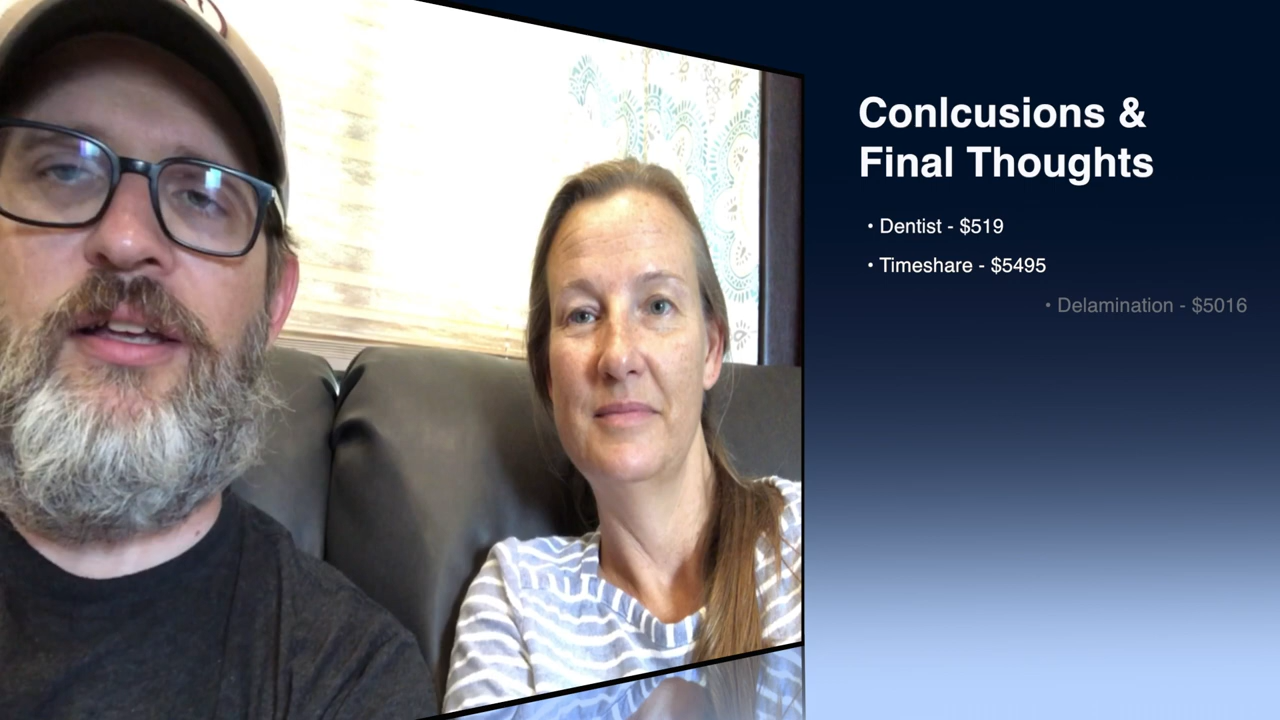 Conlcusions &
Final Thoughts
• Dentist - $519
• Timeshare - $5495
• Delamination - $5016